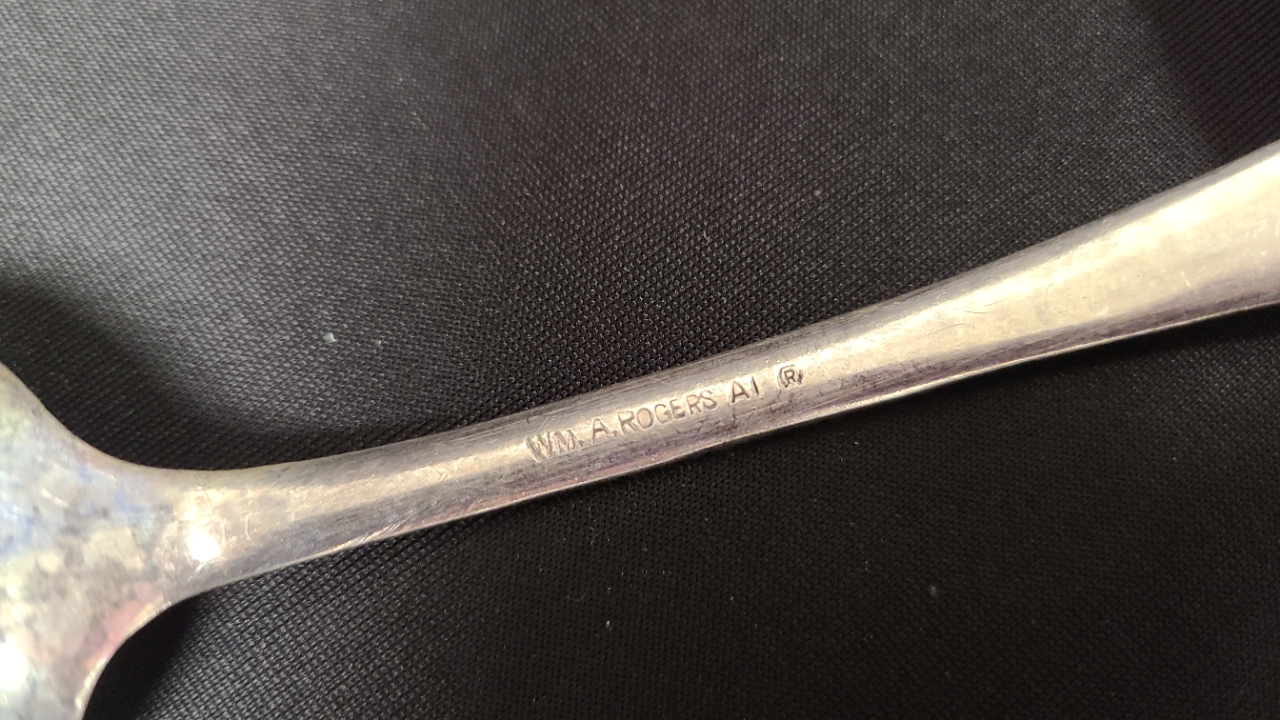 WM. A. ROGERS A1 ®